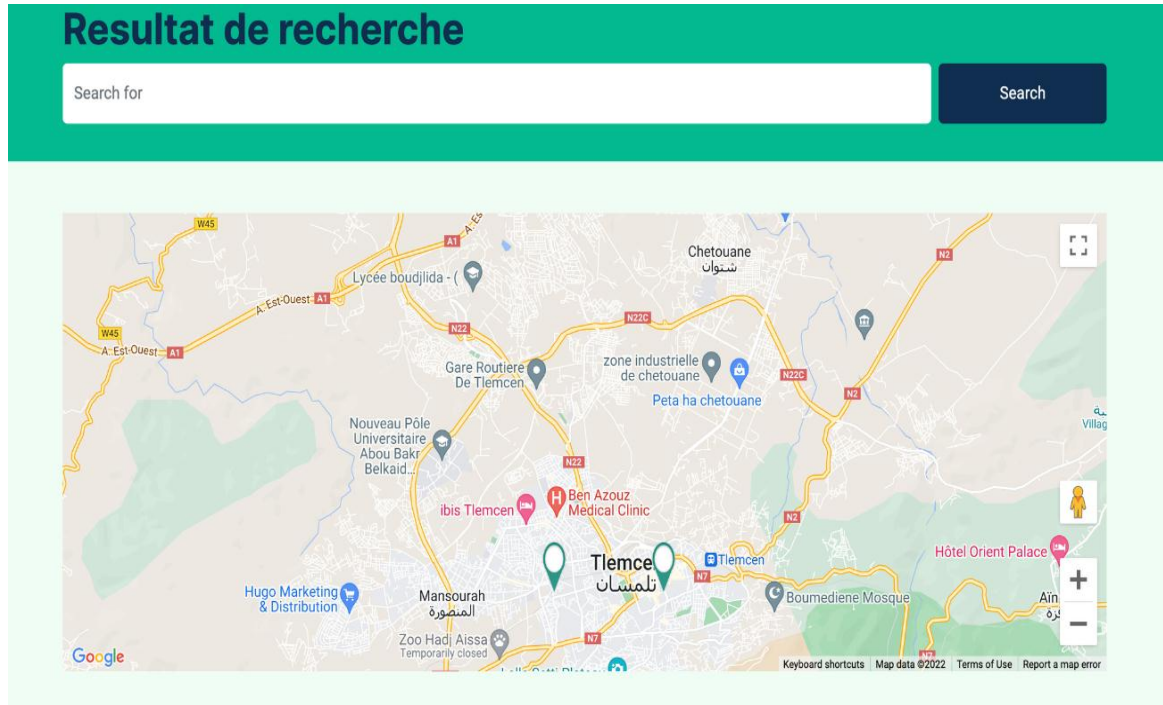 Resultat de recherche
Search for
Search
W45
A1
Chetouane
شتوان
N2
Lycée boudjlida - (
A. Est-Ouest
A1
N22C
N22
W45
A. Est-Ouest
A1
Gare Routiere
De Tlemcen
zone industrielle
de chetouane
N22C
Peta ha chetouane
N2
Villag
Nouveau Pôle
Universitaire
Abou Bakr
Belkaid...
N22
ibis Tlemcen
H
Ben Azouz
Medical Clinic
N2
Tlemce
تلمسان
Tlemcen
N7
Hôtel Orient Palace
Hugo Marketing
& Distribution
Mansourah
المنصورة
Boumediene Mosque
Aïn
Zoo Hadj Aissa
Temporarily closed
N7
N2
Google
Keyboard shortcuts
Map data ©2022
Terms of Use
Report a map error